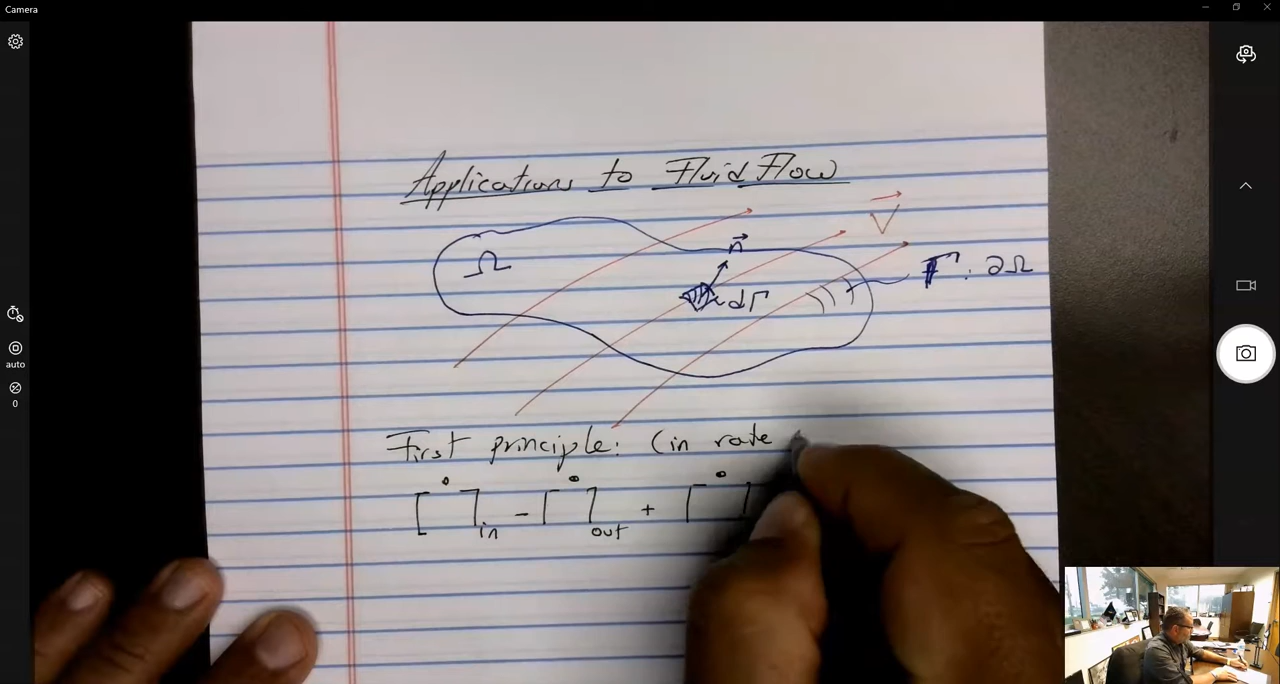 Camera
Applications to Fluid Flow
V
n
Ω
Γ: ∂Ω
dΓ
auto
0
First principle: (in rate
[ ]in - [ ]out + [ ]